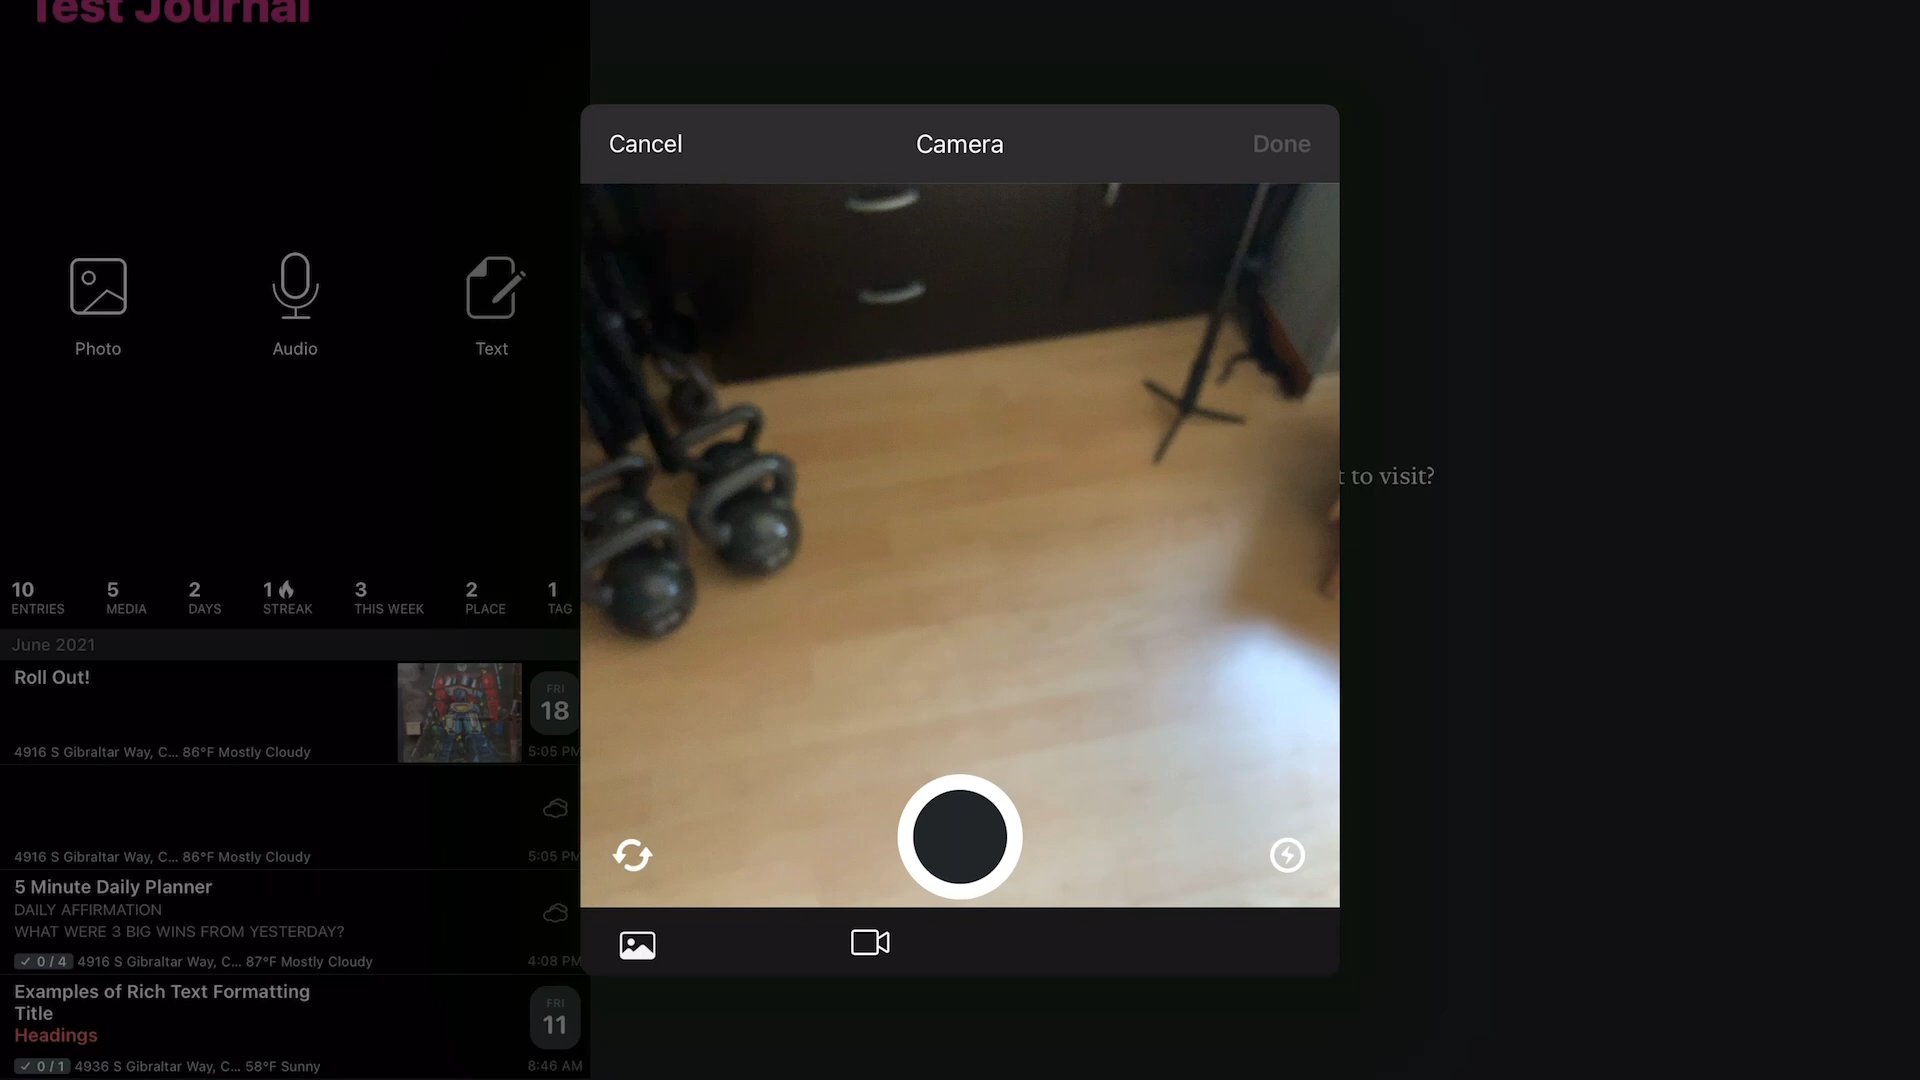 Test Journal
Photo
Audio
Text
10 ENTRIES
5 MEDIA
2 DAYS
1 STREAK
3 THIS WEEK
2 PLACE
1 TAG
June 2021
Roll Out!
4916 S Gibraltar Way, C... 86°F Mostly Cloudy
FRI
18
5:05 PM
4916 S Gibraltar Way, C... 86°F Mostly Cloudy
5:05 PM
5 Minute Daily Planner
DAILY AFFIRMATION
WHAT WERE 3 BIG WINS FROM YESTERDAY?
0 / 4 4916 S Gibraltar Way, C... 87°F Mostly Cloudy
4:08 PM
Examples of Rich Text Formatting
Title
Headings
FRI
11
0 / 1 4936 S Gibraltar Way, C... 58°F Sunny
8:46 AM
Cancel
Camera
Done
t to visit?